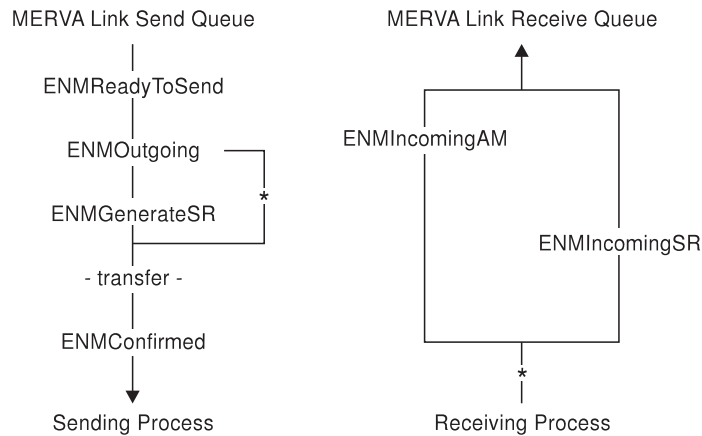 MERVA Link Send Queue
ENMReadyToSend
ENMOutgoing
*
ENMGenerateSR
- transfer -
ENMConfirmed
Sending Process
MERVA Link Receive Queue
ENMIncomingAM
ENMIncomingSR
*
Receiving Process